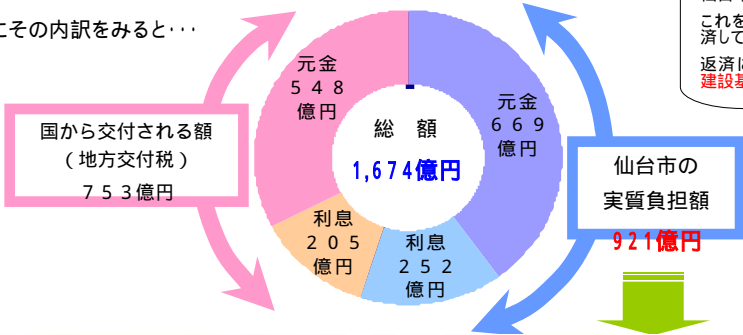 にその内訳をみると…
これを
済して
返済に
建設基
元金
５４８
億円
元金
６６９
億円
総　額
1,674億円
国から交付される額
（地方交付税）
７５３億円
仙台市の
実質負担額
921億円
利息
２０５
億円
利息
２５２
億円